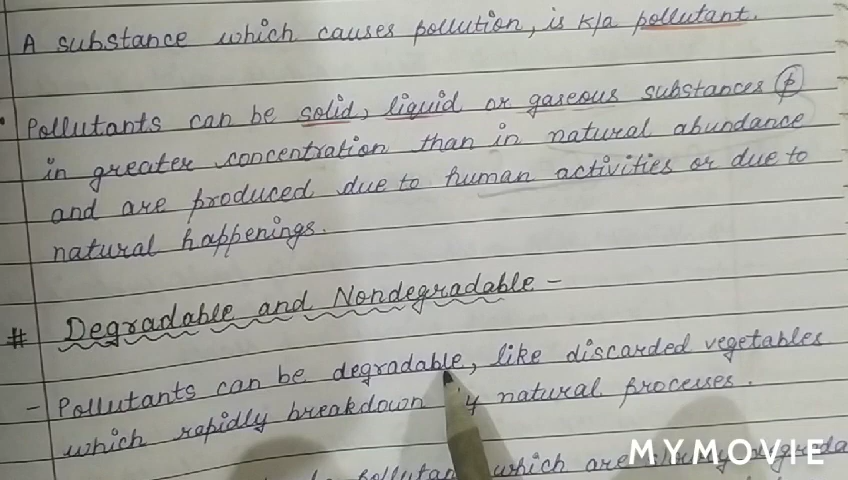 A substance which causes pollution, is k/a pollutant.
Pollutants can be solid, liquid or gaseous substances
in greater concentration than in natural abundance
and are produced due to human activities or due to
natural happenings.
# Degradable and Nondegradable -
- Pollutants can be degradable, like discarded vegetables
which rapidly breakdown natural processes.
which are
MYMOVIE